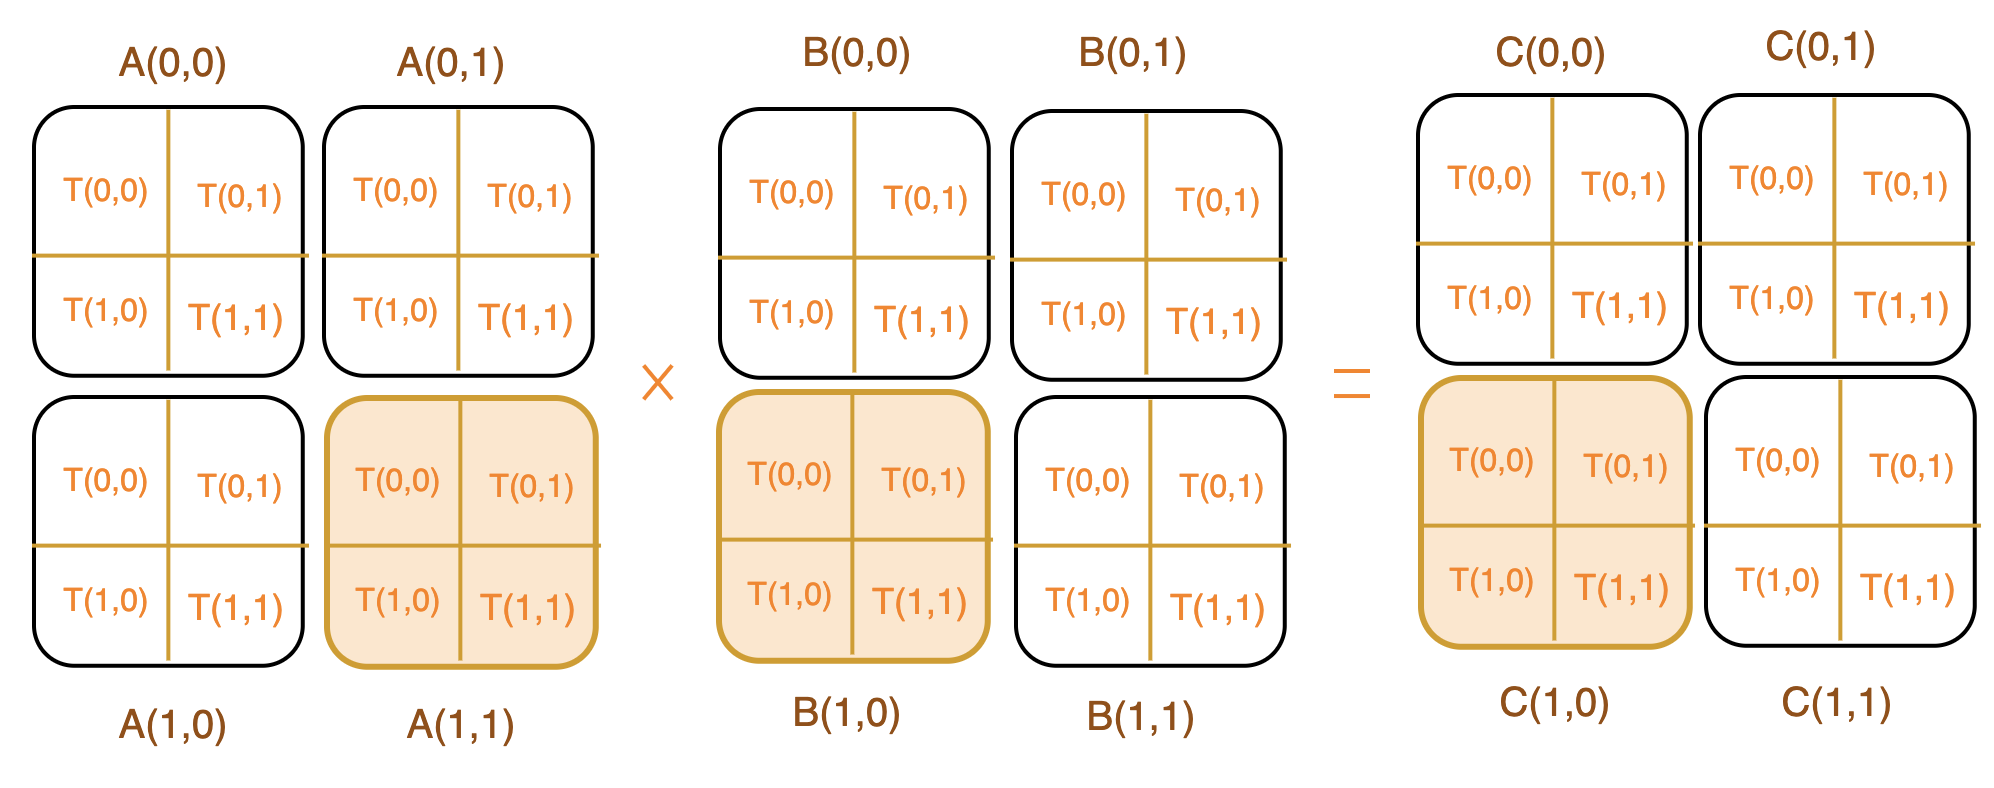 A(0,0) A(0,1) B(0,0) B(0,1) C(0,0) C(0,1)
T(0,0) T(0,1) T(0,0) T(0,1) T(0,0) T(0,1) T(0,0) T(0,1) T(0,0) T(0,1) T(0,0) T(0,1)
T(1,0) T(1,1) T(1,0) T(1,1) T(1,0) T(1,1) T(1,0) T(1,1) T(1,0) T(1,1) T(1,0) T(1,1)
× =
T(0,0) T(0,1) T(0,0) T(0,1) T(0,0) T(0,1) T(0,0) T(0,1) T(0,0) T(0,1) T(0,0) T(0,1)
T(1,0) T(1,1) T(1,0) T(1,1) T(1,0) T(1,1) T(1,0) T(1,1) T(1,0) T(1,1) T(1,0) T(1,1)
A(1,0) A(1,1) B(1,0) B(1,1) C(1,0) C(1,1)